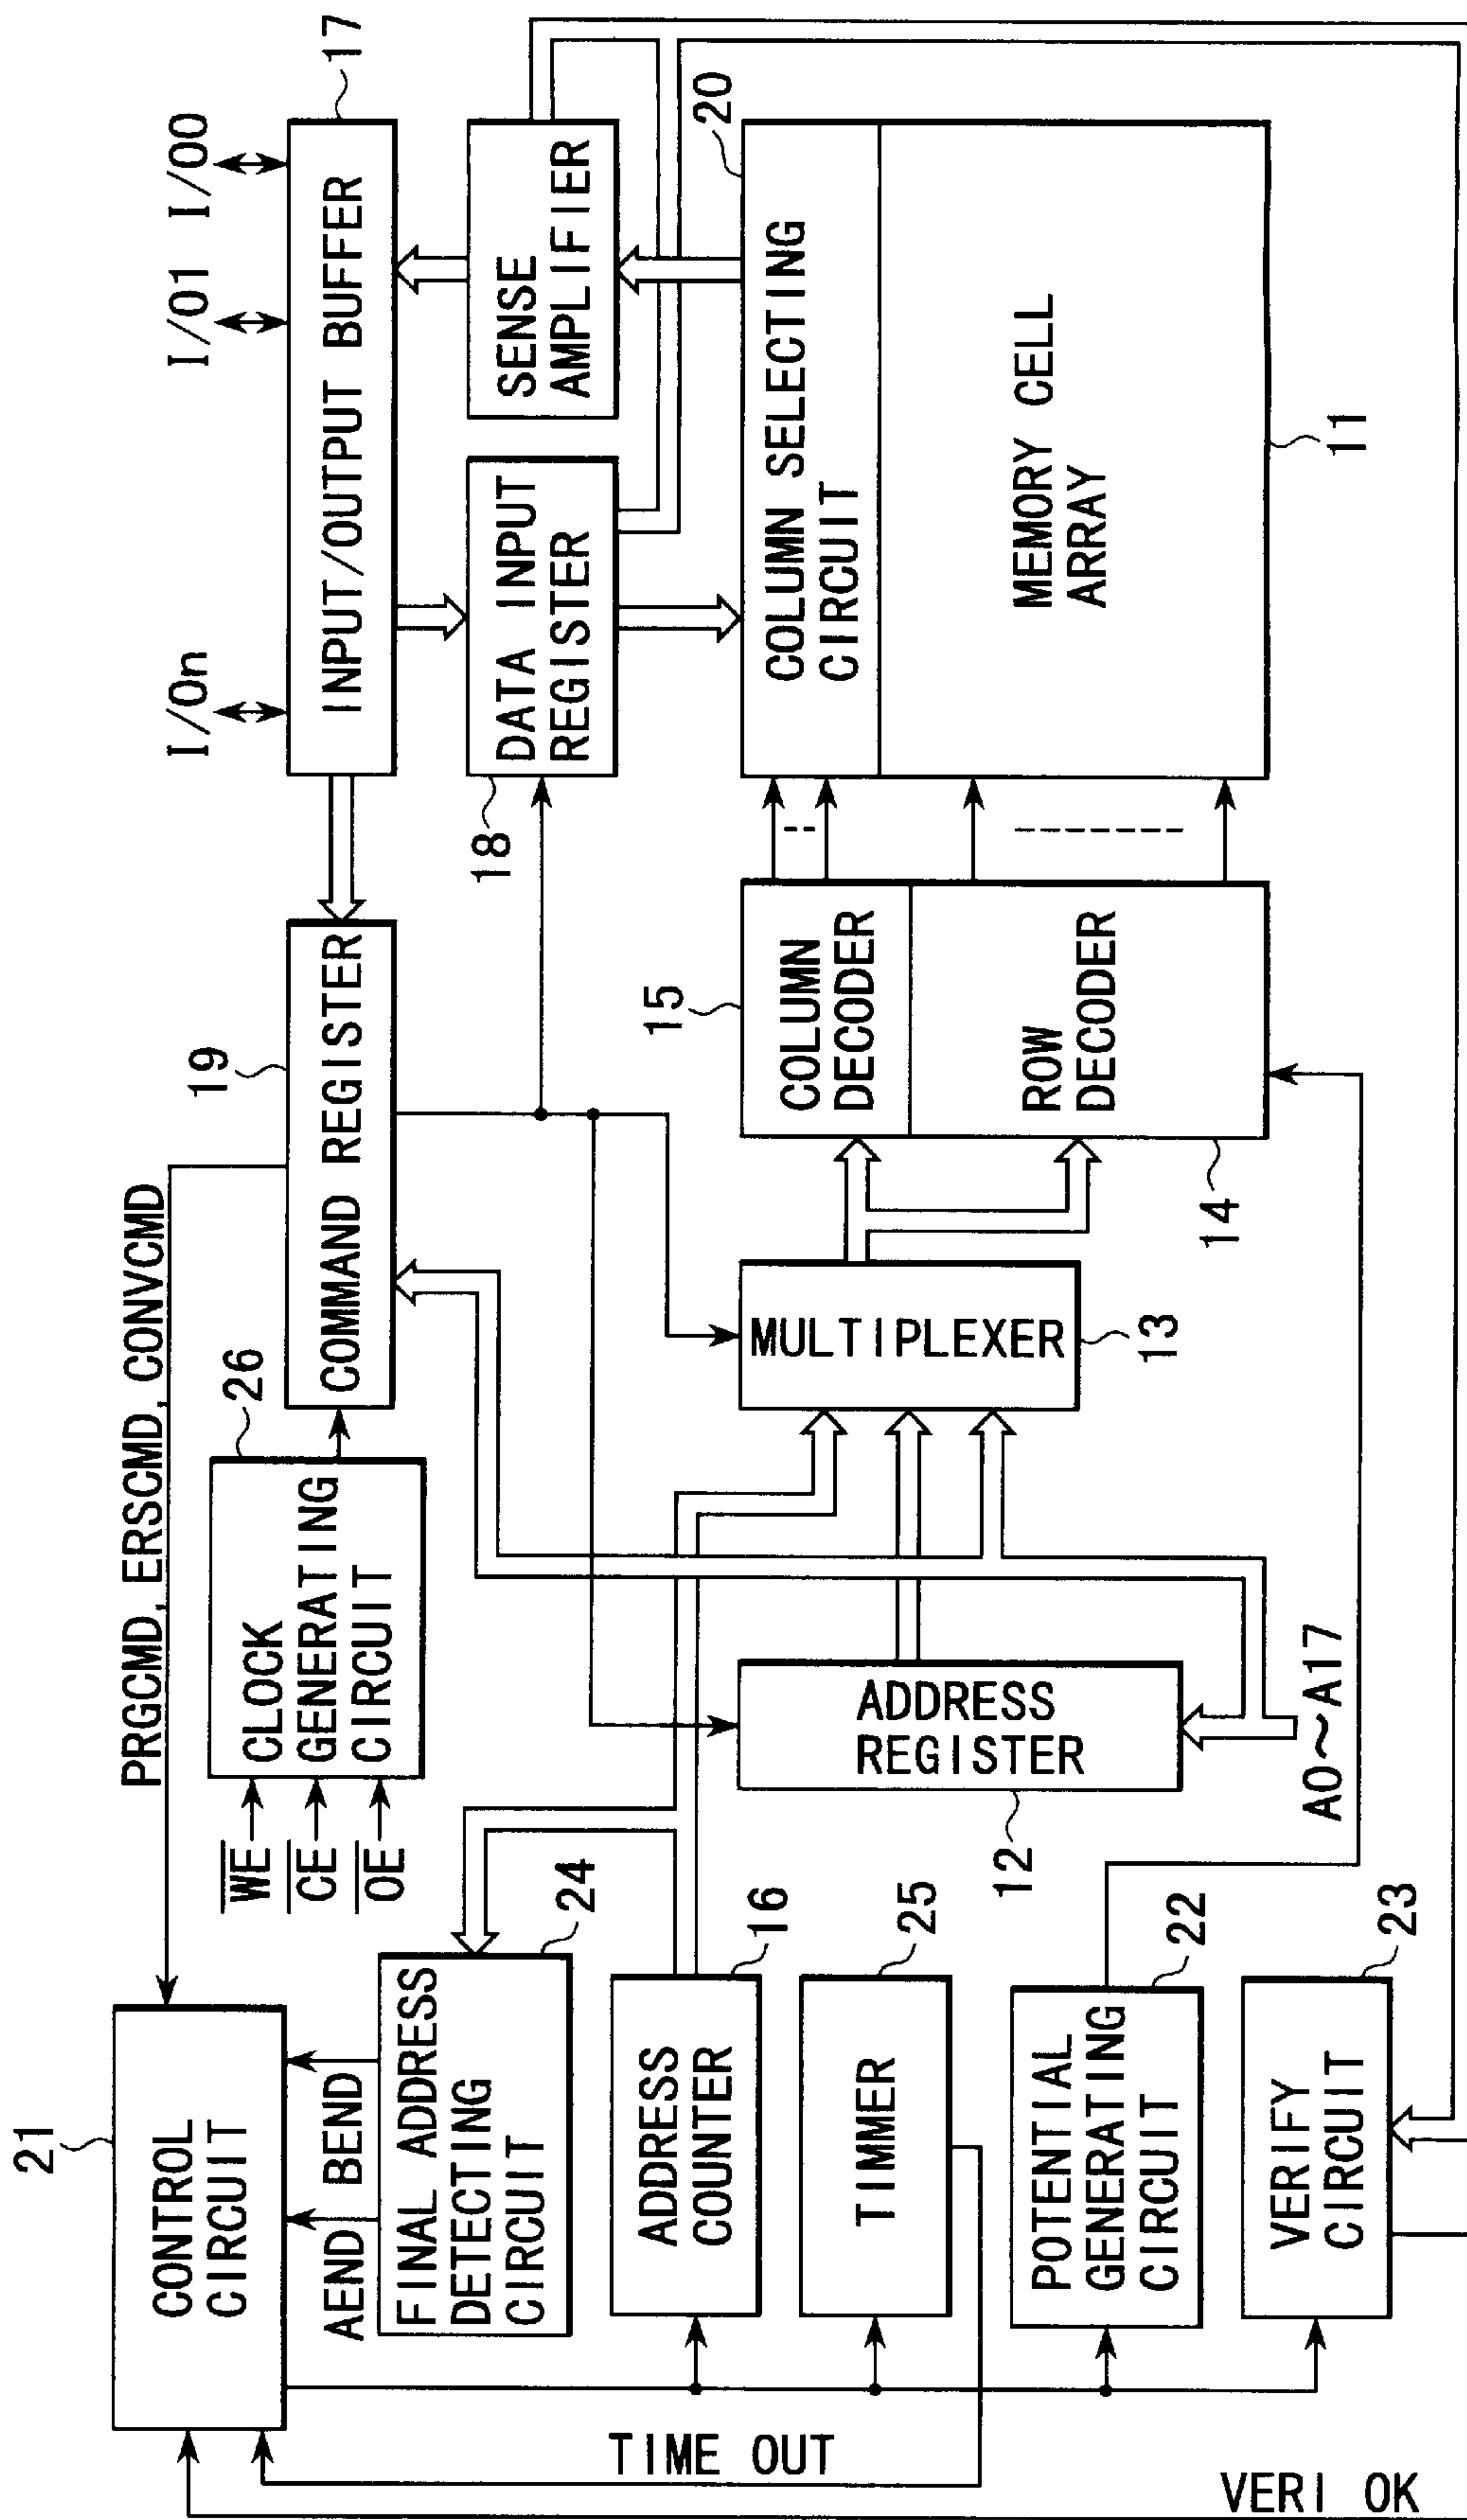 21
CONTROL
CIRCUIT
PRGCMD, ERSCMD, CONVCMD
AEND BEND
WE
CE
OE
CLOCK
GENERATING
CIRCUIT
26
19
COMMAND REGISTER
I/On
I/O1
I/O0
INPUT/OUTPUT BUFFER
17
FINAL ADDRESS
DETECTING
CIRCUIT
24
18
DATA INPUT
REGISTER
SENSE
AMPLIFIER
ADDRESS
COUNTER
16
TIMMER
25
TIME OUT
ADDRESS
REGISTER
12
MULTIPLEXER
13
15
COLUMN
DECODER
ROW
DECODER
14
20
COLUMN SELECTING
CIRCUIT
MEMORY CELL
ARRAY
11
POTENTIAL
GENERATING
CIRCUIT
22
A0~A17
VERIFY
CIRCUIT
23
VERI OK